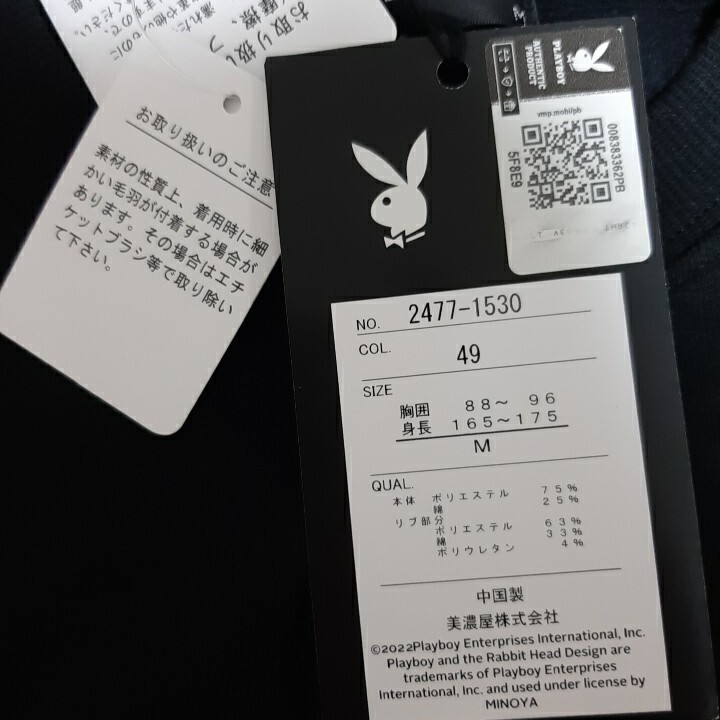 お取り扱い
お取り扱いのご注意
素材の性質上、着用時に細
かい毛羽が付着する場合が
あります。その場合はエチ
ケットブラシ等で取り除い
て下さい。
PLAYBOY
AUTHENTIC
PRODUCT
vmp.mobi/pb
008383362PB
5F8E9
NO. 2477-1530
COL. 49
SIZE
胸囲 88～ 96
身長 165～175
M
QUAL.
本体 ポリエステル 75%
綿 25%
リブ部分
ポリエステル 63%
綿 33%
ポリウレタン 4%
中国製
美濃屋株式会社
©2022Playboy Enterprises International, Inc.
Playboy and the Rabbit Head Design are
trademarks of Playboy Enterprises
International, Inc. and used under license by
MINOYA